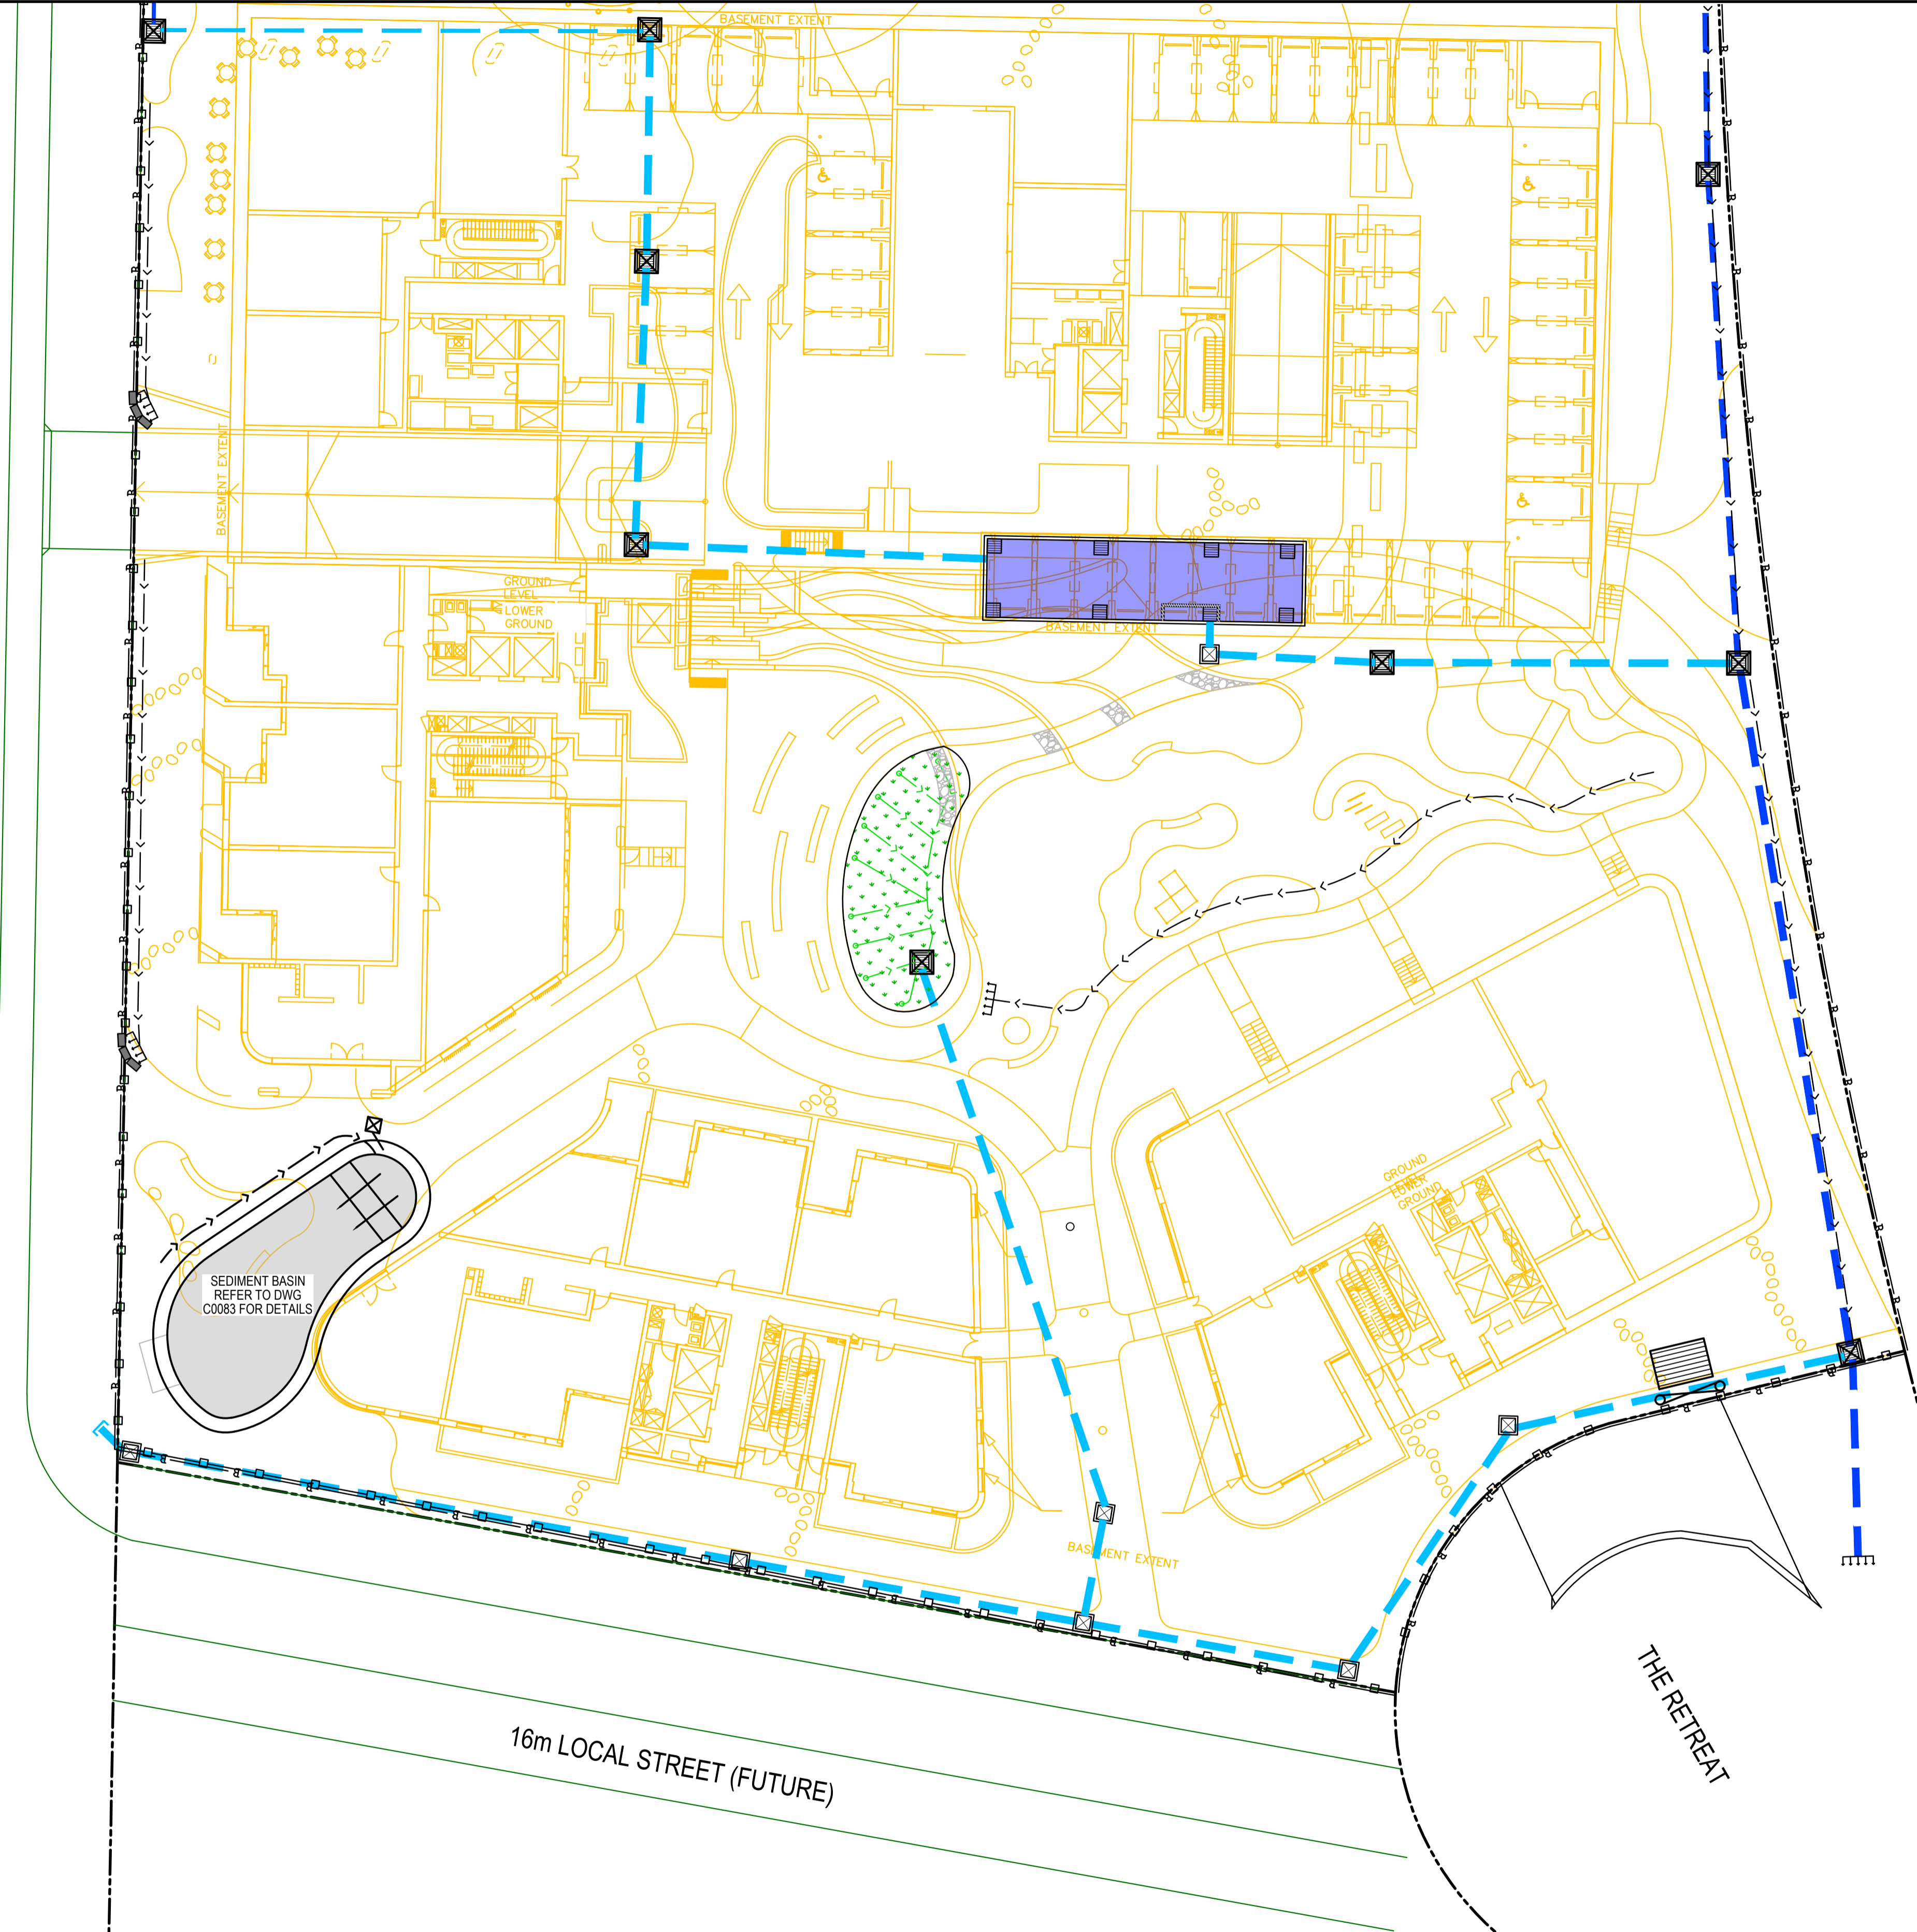 BASEMENT EXTENT
BASEMENT EXTENT
GROUND
LEVEL
LOWER
GROUND
BASEMENT EXTENT
GROUND
LEVEL
LOWER
GROUND
SEDIMENT BASIN
REFER TO DWG
C0083 FOR DETAILS
BASEMENT EXTENT
THE RETREAT
16m LOCAL STREET (FUTURE)